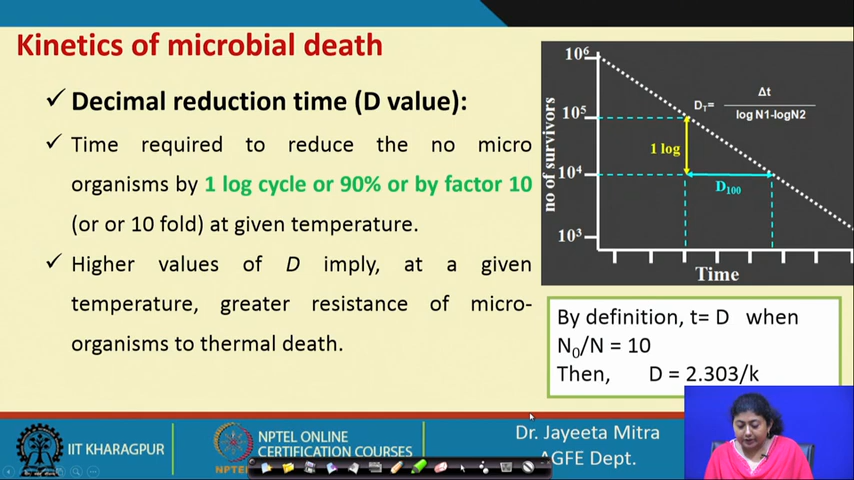 Kinetics of microbial death
✓ Decimal reduction time (D value):
✓ Time required to reduce the no micro
organisms by 1 log cycle or 90% or by factor 10
(or or 10 fold) at given temperature.
✓ Higher values of D imply, at a given
temperature, greater resistance of micro-
organisms to thermal death.
no of survivors
10⁶
10⁵
10⁴
10³
1 log
D₁₀₀
D_T= Δt
log N1-logN2
Time
By definition, t= D when
N₀/N = 10
Then, D = 2.303/k
IIT KHARAGPUR
NPTEL
NPTEL ONLINE
CERTIFICATION COURSES
Dr. Jayeeta Mitra
AGFE Dept.